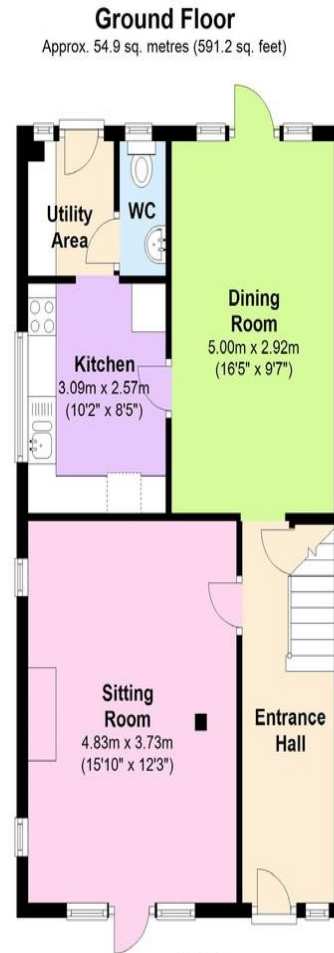 Ground Floor
Approx. 54.9 sq. metres (591.2 sq. feet)
Utility
Area
WC
Dining
Room
5.00m x 2.92m
(16'5" x 9'7")
Kitchen
3.09m x 2.57m
(10'2" x 8'5")
Sitting
Room
4.83m x 3.73m
(15'10" x 12'3")
Entrance
Hall